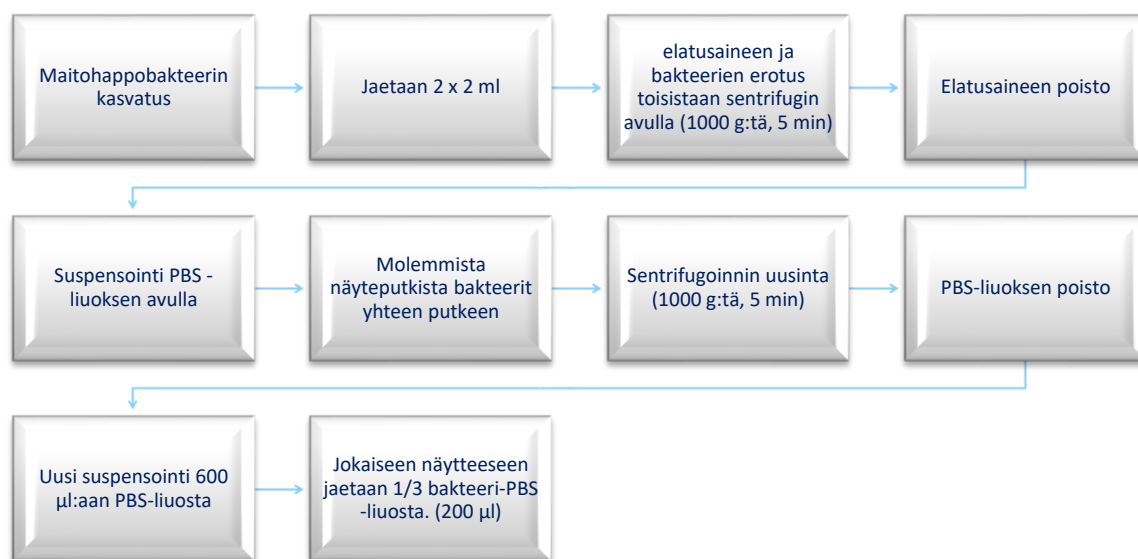 Maitohappobakteerin
kasvatus
Jaetaan 2 x 2 ml
elatusaineen ja
bakteerien erotus
toisistaan sentrifugin
avulla (1000 g:tä, 5 min)
Elatusaineen poisto
Suspensointi PBS -
liuoksen avulla
Molemmista
näyteputkista bakteerit
yhteen putkeen
Sentrifugoinnin uusinta
(1000 g:tä, 5 min)
PBS-liuoksen poisto
Uusi suspensointi 600
µl:aan PBS-liuosta
Jokaiseen näytteeseen
jaetaan 1/3 bakteeri-PBS
-liuosta. (200 µl)